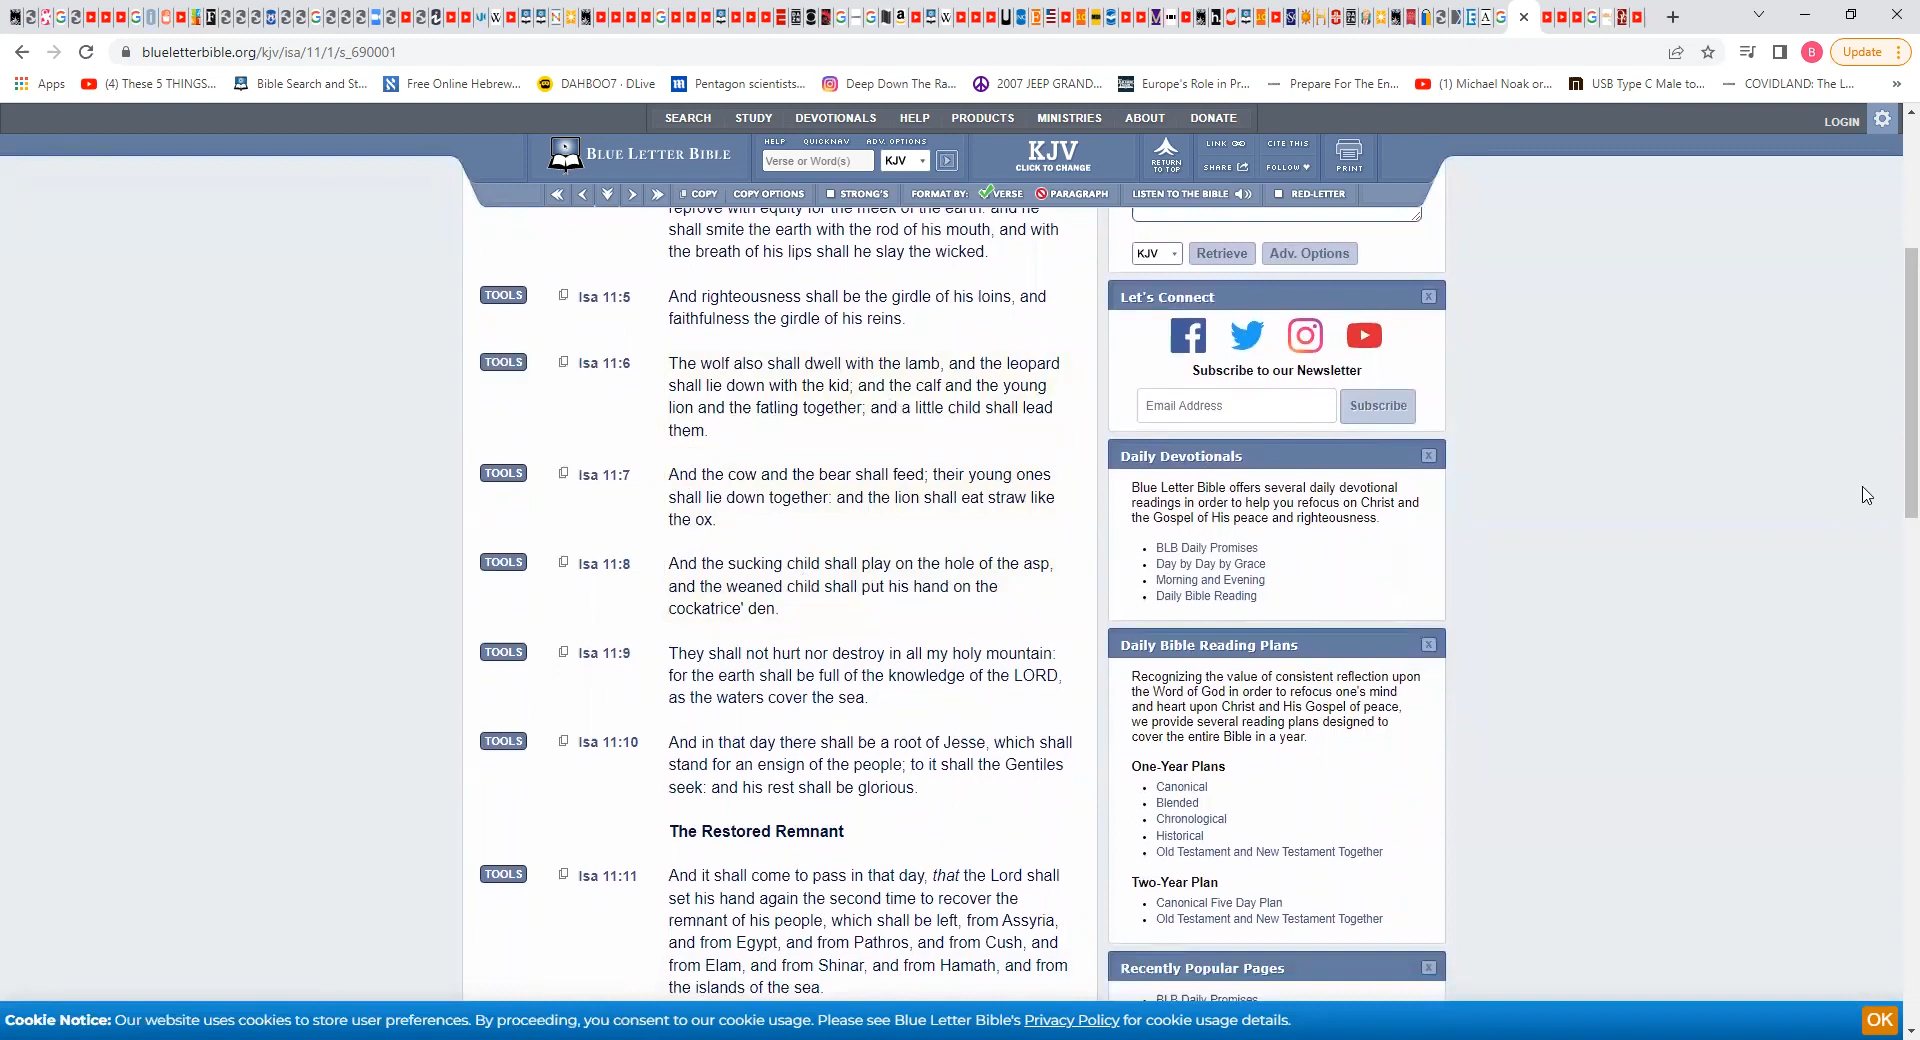 blueletterbible.org/kjv/isa/11/1/s_690001
B
Update
Apps
(4) These 5 THINGS...
Bible Search and St...
Free Online Hebrew...
DAHBOO7 · DLive
Pentagon scientists...
Deep Down The Ra...
2007 JEEP GRAND...
Europe's Role in Pr...
Prepare For The En...
(1) Michael Noak or...
USB Type C Male to...
COVIDLAND: The L...
SEARCH STUDY DEVOTIONALS HELP PRODUCTS MINISTRIES ABOUT DONATE
LOGIN
BLUE LETTER BIBLE
HELP QUICKNAV ADV. OPTIONS
Verse or Word(s) KJV
KJV
CLICK TO CHANGE
RETURN
TO TOP
LINK
CITE THIS
SHARE
FOLLOW
PRINT
COPY COPY OPTIONS STRONG'S FORMAT BY: VERSE PARAGRAPH LISTEN TO THE BIBLE RED-LETTER
reprove with equity for the meek of the earth: and he
shall smite the earth with the rod of his mouth, and with
the breath of his lips shall he slay the wicked.
TOOLS Isa 11:5 And righteousness shall be the girdle of his loins, and
faithfulness the girdle of his reins.
TOOLS Isa 11:6 The wolf also shall dwell with the lamb, and the leopard
shall lie down with the kid; and the calf and the young
lion and the fatling together; and a little child shall lead
them.
TOOLS Isa 11:7 And the cow and the bear shall feed; their young ones
shall lie down together: and the lion shall eat straw like
the ox.
TOOLS Isa 11:8 And the sucking child shall play on the hole of the asp,
and the weaned child shall put his hand on the
cockatrice' den.
TOOLS Isa 11:9 They shall not hurt nor destroy in all my holy mountain:
for the earth shall be full of the knowledge of the LORD,
as the waters cover the sea.
TOOLS Isa 11:10 And in that day there shall be a root of Jesse, which shall
stand for an ensign of the people; to it shall the Gentiles
seek: and his rest shall be glorious.
The Restored Remnant
TOOLS Isa 11:11 And it shall come to pass in that day, that the Lord shall
set his hand again the second time to recover the
remnant of his people, which shall be left, from Assyria,
and from Egypt, and from Pathros, and from Cush, and
from Elam, and from Shinar, and from Hamath, and from
the islands of the sea.
KJV Retrieve Adv. Options
Let's Connect
Subscribe to our Newsletter
Email Address Subscribe
Daily Devotionals
Blue Letter Bible offers several daily devotional
readings in order to help you refocus on Christ and
the Gospel of His peace and righteousness.
BLB Daily Promises
Day by Day by Grace
Morning and Evening
Daily Bible Reading
Daily Bible Reading Plans
Recognizing the value of consistent reflection upon
the Word of God in order to refocus one's mind
and heart upon Christ and His Gospel of peace,
we provide several reading plans designed to
cover the entire Bible in a year.
One-Year Plans
Canonical
Blended
Chronological
Historical
Old Testament and New Testament Together
Two-Year Plan
Canonical Five Day Plan
Old Testament and New Testament Together
Recently Popular Pages
BLB Daily Promises
Cookie Notice: Our website uses cookies to store user preferences. By proceeding, you consent to our cookie usage. Please see Blue Letter Bible's Privacy Policy for cookie usage details.
OK